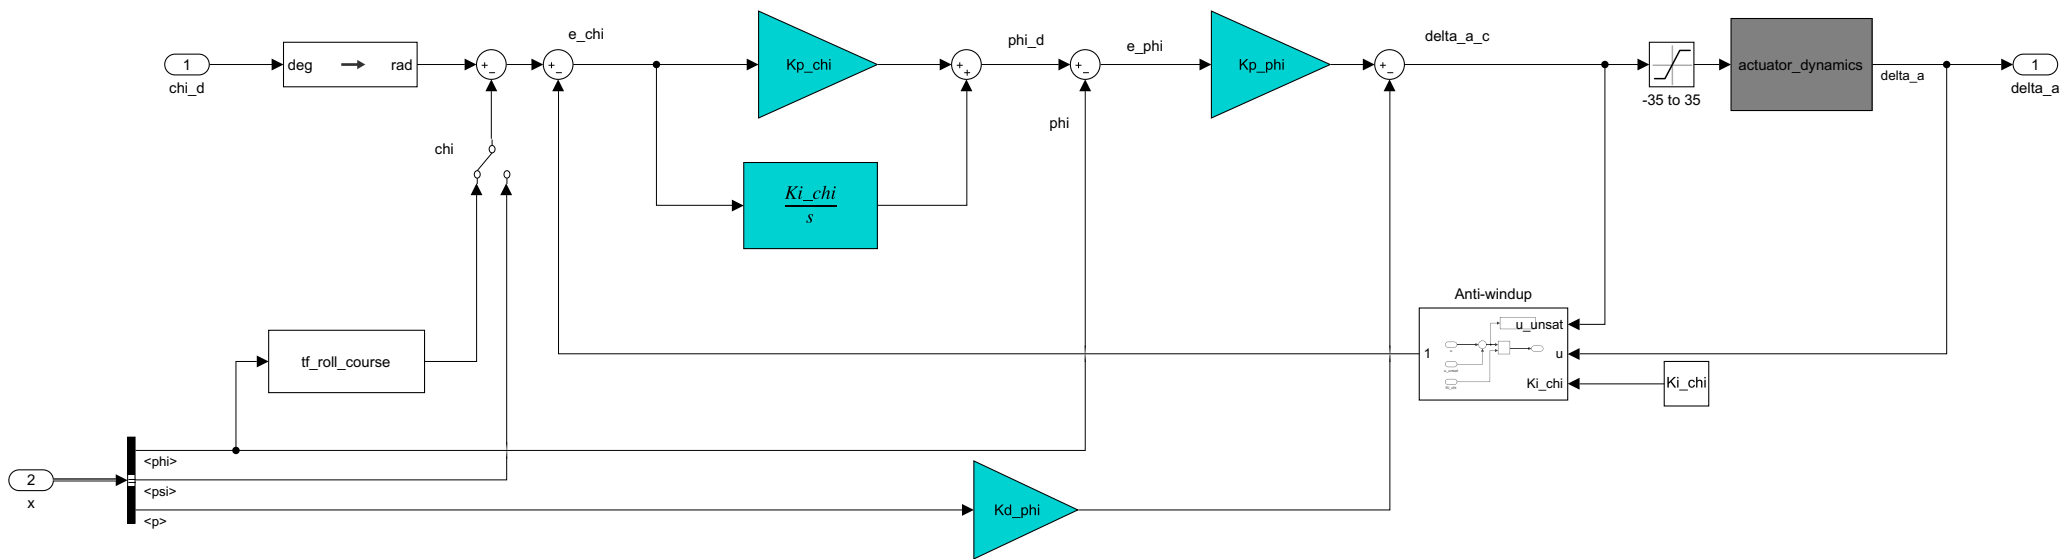 e_chi
phi_d
e_phi
delta_a_c
1
chi_d
deg
rad
+
−
+
−
Kp_chi
+
+
+
−
Kp_phi
+
−
-35 to 35
actuator_dynamics
delta_a
1
delta_a
phi
chi
Ki_chi
s
Anti-windup
u_unsat
1
u
Ki_chi
Ki_chi
tf_roll_course
2
x
<phi>
<psi>
<p>
Kd_phi